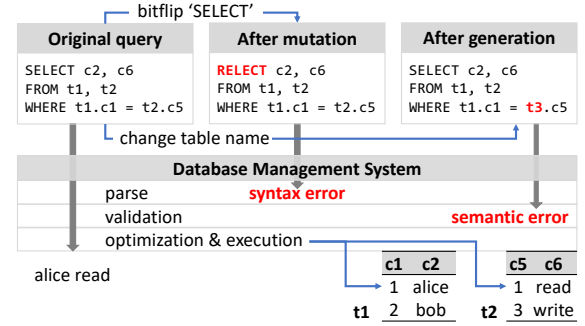 bitflip ‘SELECT’
Original query
After mutation
After generation
SELECT c2, c6
FROM t1, t2
WHERE t1.c1 = t2.c5
RELECT c2, c6
FROM t1, t2
WHERE t1.c1 = t2.c5
SELECT c2, c6
FROM t1, t2
WHERE t1.c1 = t3.c5
change table name
Database Management System
parse
syntax error
validation
semantic error
optimization & execution
alice read
c1 c2
1 alice
t1 2 bob
c5 c6
1 read
t2 3 write